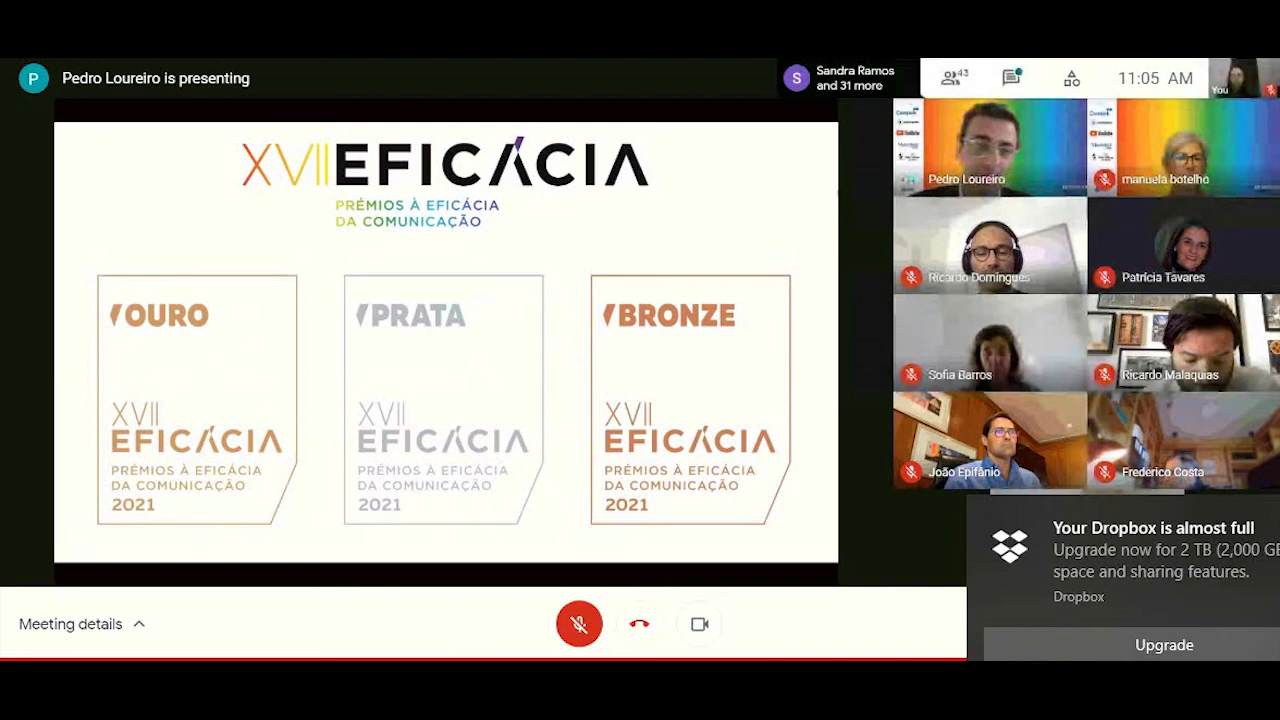 P
Pedro Loureiro is presenting
S
Sandra Ramos
and 31 more
43
11:05 AM
You
XVII EFICÁCIA
PRÉMIOS À EFICÁCIA
DA COMUNICAÇÃO
OURO
XVII
EFICÁCIA
PRÉMIOS À EFICÁCIA
DA COMUNICAÇÃO
2021
PRATA
XVII
EFICÁCIA
PRÉMIOS À EFICÁCIA
DA COMUNICAÇÃO
2021
BRONZE
XVII
EFICÁCIA
PRÉMIOS À EFICÁCIA
DA COMUNICAÇÃO
2021
Pedro Loureiro
manuela botelho
Ricardo Domingues
Patrícia Tavares
Sofia Barros
Ricardo Malaquias
João Epifânio
Frederico Costa
Your Dropbox is almost full
Upgrade now for 2 TB (2,000 GB
space and sharing features.
Dropbox
Upgrade
Meeting details